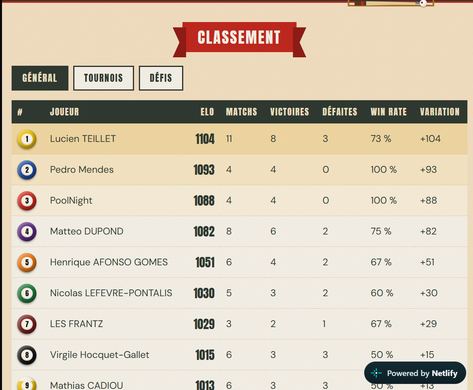 CLASSEMENT
GÉNÉRAL TOURNOIS DÉFIS
# JOUEUR ELO MATCHS VICTOIRES DÉFAITES WIN RATE VARIATION
1 Lucien TEILLET 1104 11 8 3 73 % +104
2 Pedro Mendes 1093 4 4 0 100 % +93
3 PoolNight 1088 4 4 0 100 % +88
4 Matteo DUPOND 1082 8 6 2 75 % +82
5 Henrique AFONSO GOMES 1051 6 4 2 67 % +51
6 Nicolas LEFEVRE-PONTALIS 1030 5 3 2 60 % +30
7 LES FRANTZ 1029 3 2 1 67 % +29
8 Virgile Hocquet-Gallet 1015 6 3 3 50 % +15
Powered by Netlify
9 Mathias CADIOU 1013 6 3 3 50 % +13